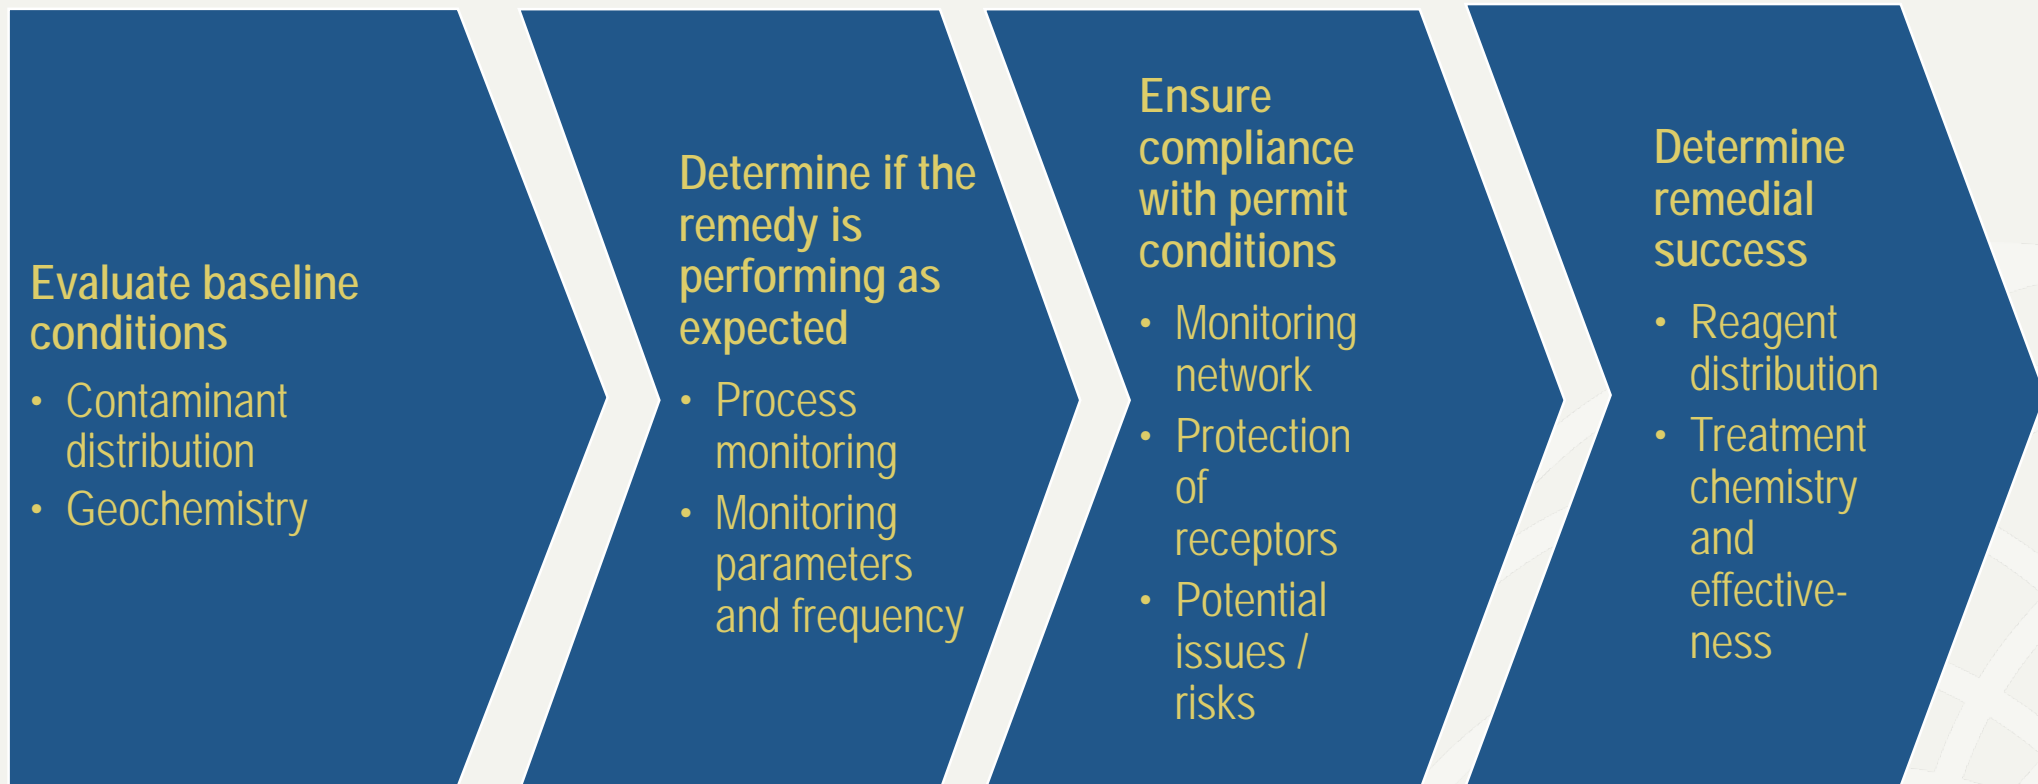 Evaluate baseline
conditions
• Contaminant
distribution
• Geochemistry
Determine if the
remedy is
performing as
expected
• Process
monitoring
• Monitoring
parameters
and frequency
Ensure
compliance
with permit
conditions
• Monitoring
network
• Protection
of
receptors
• Potential
issues /
risks
Determine
remedial
success
• Reagent
distribution
• Treatment
chemistry
and
effective-
ness